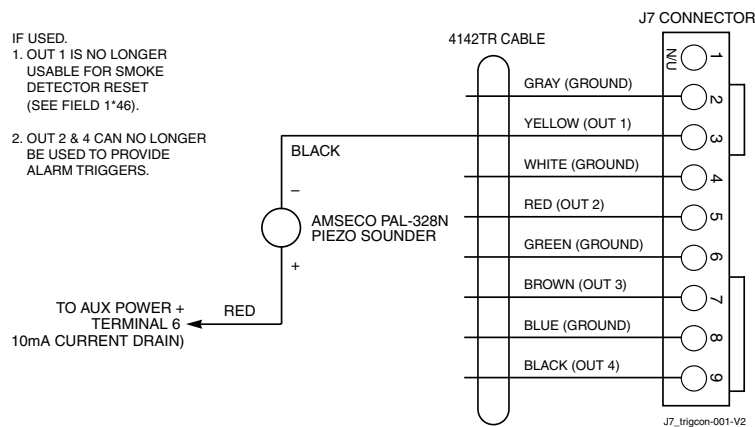 IF USED.
1. OUT 1 IS NO LONGER
USABLE FOR SMOKE
DETECTOR RESET
(SEE FIELD 1*46).
2. OUT 2 & 4 CAN NO LONGER
BE USED TO PROVIDE
ALARM TRIGGERS.
BLACK
–
AMSECO PAL-328N
PIEZO SOUNDER
+
TO AUX POWER +
TERMINAL 6
10mA CURRENT DRAIN)
RED
4142TR CABLE
J7 CONNECTOR
N/U
1
GRAY (GROUND)
2
YELLOW (OUT 1)
3
WHITE (GROUND)
4
RED (OUT 2)
5
GREEN (GROUND)
6
BROWN (OUT 3)
7
BLUE (GROUND)
8
BLACK (OUT 4)
9
J7_trigcon-001-V2